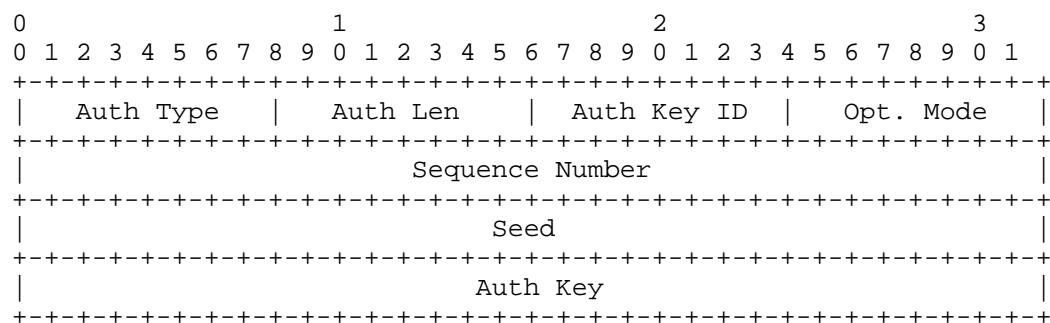 0                   1                   2                   3
0 1 2 3 4 5 6 7 8 9 0 1 2 3 4 5 6 7 8 9 0 1 2 3 4 5 6 7 8 9 0 1
+-+-+-+-+-+-+-+-+-+-+-+-+-+-+-+-+-+-+-+-+-+-+-+-+-+-+-+-+-+-+-+-+
|   Auth Type   |   Auth Len    |  Auth Key ID  |   Opt. Mode   |
+-+-+-+-+-+-+-+-+-+-+-+-+-+-+-+-+-+-+-+-+-+-+-+-+-+-+-+-+-+-+-+-+
|                        Sequence Number                        |
+-+-+-+-+-+-+-+-+-+-+-+-+-+-+-+-+-+-+-+-+-+-+-+-+-+-+-+-+-+-+-+-+
|                             Seed                              |
+-+-+-+-+-+-+-+-+-+-+-+-+-+-+-+-+-+-+-+-+-+-+-+-+-+-+-+-+-+-+-+-+
|                            Auth Key                           |
+-+-+-+-+-+-+-+-+-+-+-+-+-+-+-+-+-+-+-+-+-+-+-+-+-+-+-+-+-+-+-+-+